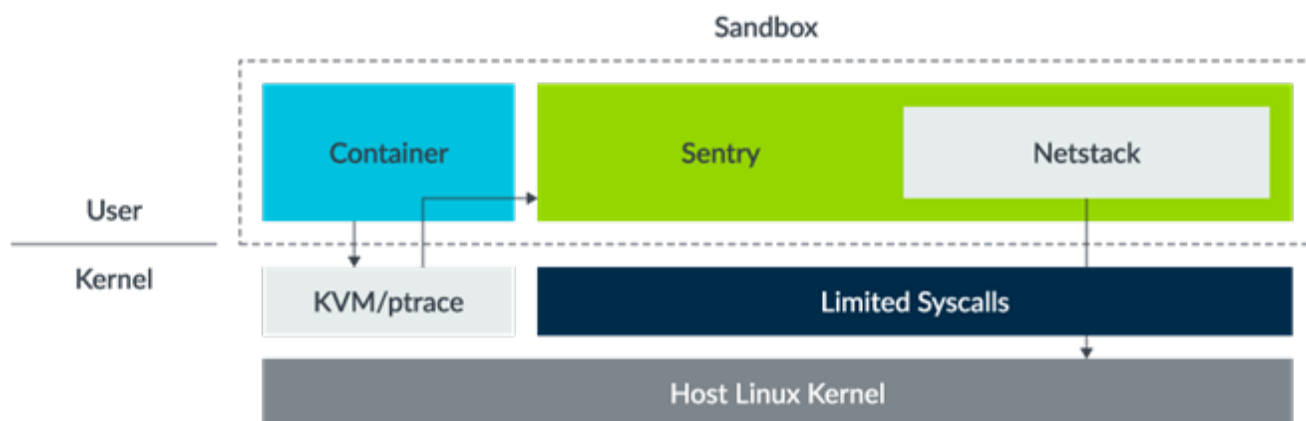 Sandbox
Container
Sentry
Netstack
User
Kernel
KVM/ptrace
Limited Syscalls
Host Linux Kernel